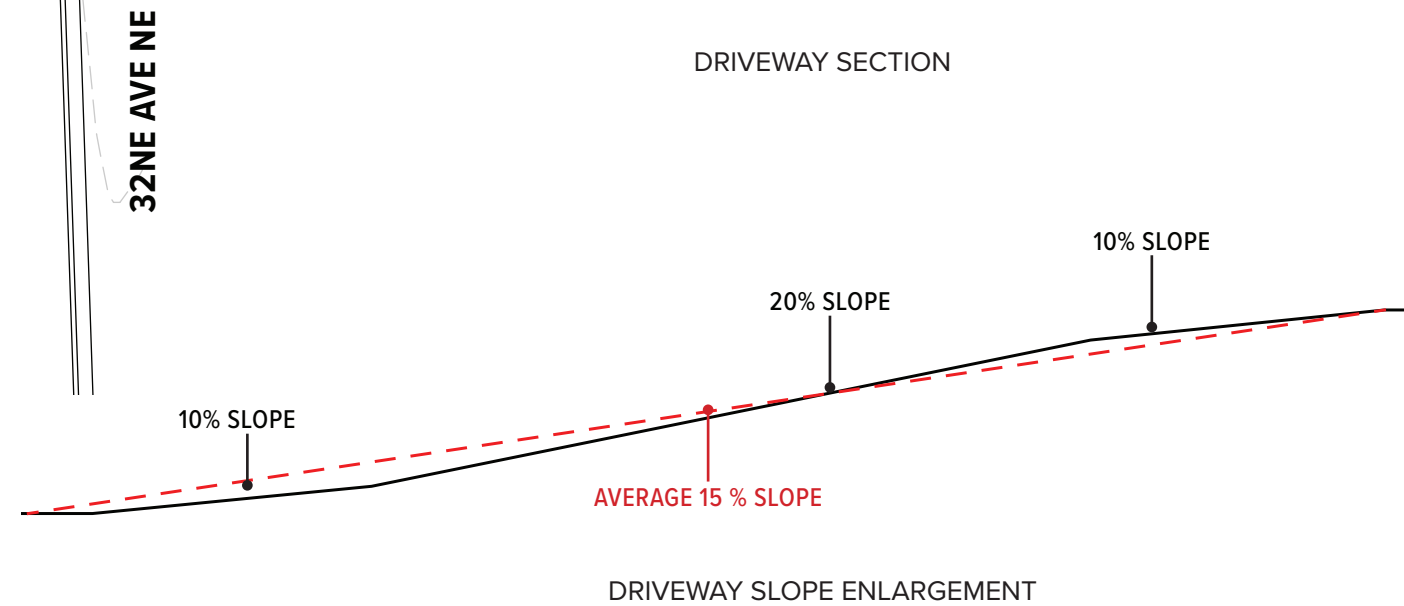 32NE AVE NE
DRIVEWAY SECTION
10% SLOPE
20% SLOPE
10% SLOPE
AVERAGE 15 % SLOPE
DRIVEWAY SLOPE ENLARGEMENT